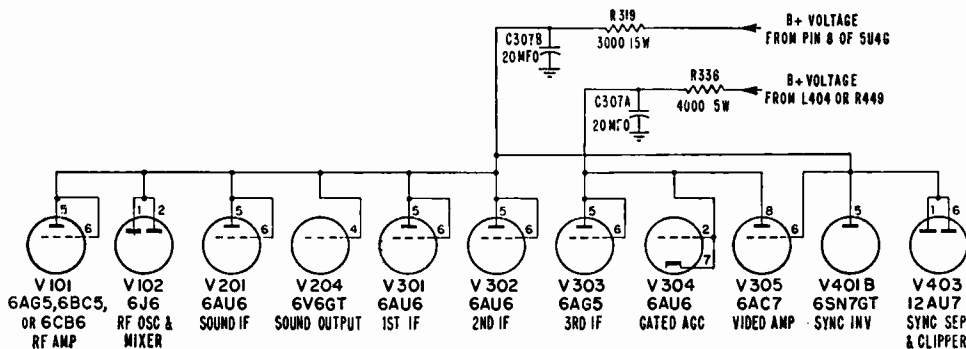 R319
3000 15W
C307B
20MFD
B+ VOLTAGE
FROM PIN 8 OF 5U4G
R336
4000 5W
C307A
20MFD
B+ VOLTAGE
FROM L404 OR R449
5
6
1
2
5
6
4
5
6
5
6
5
6
2
7
8
6
5
1
6
V101
6AG5,6BC5,
OR 6CB6
RF AMP
V102
6J6
RF OSC &
MIXER
V201
6AU6
SOUND IF
V204
6V6GT
SOUND OUTPUT
V301
6AU6
1ST IF
V302
6AU6
2ND IF
V303
6AG5
3RD IF
V304
6AU6
GATED AGC
V305
6AC7
VIDEO AMP
V401B
6SN7GT
SYNC INV
V403
12AU7
SYNC SEP
& CLIPPER